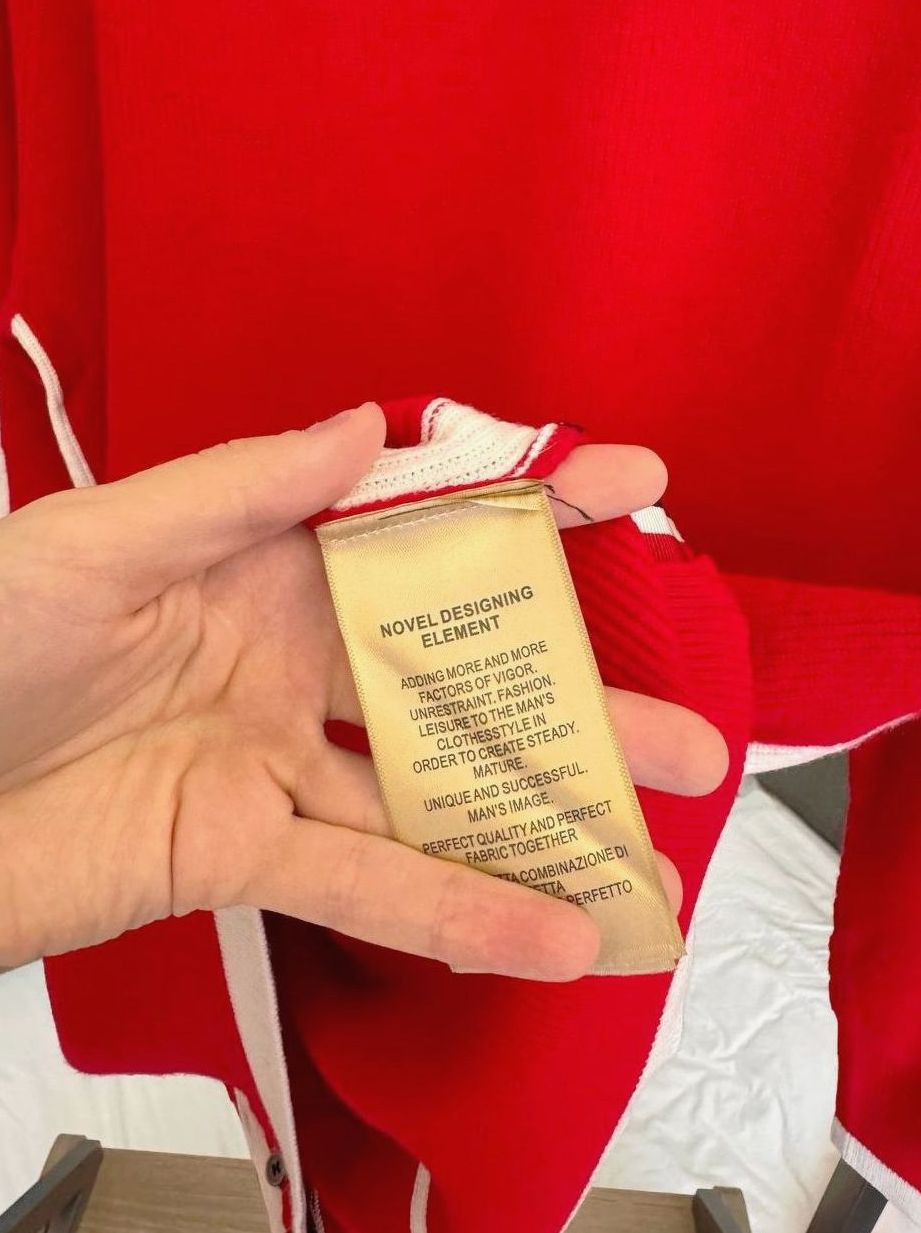 NOVEL DESIGNING
ELEMENT
ADDING MORE AND MORE
FACTORS OF VIGOR.
UNRESTRAINT. FASHION.
LEISURE TO THE MAN'S
CLOTHESSTYLE IN
ORDER TO CREATE STEADY.
MATURE.
UNIQUE AND SUCCESSFUL.
MAN'S IMAGE.
PERFECT QUALITY AND PERFECT
FABRIC TOGETHER
COMBINAZIONE DI
PERFETTO